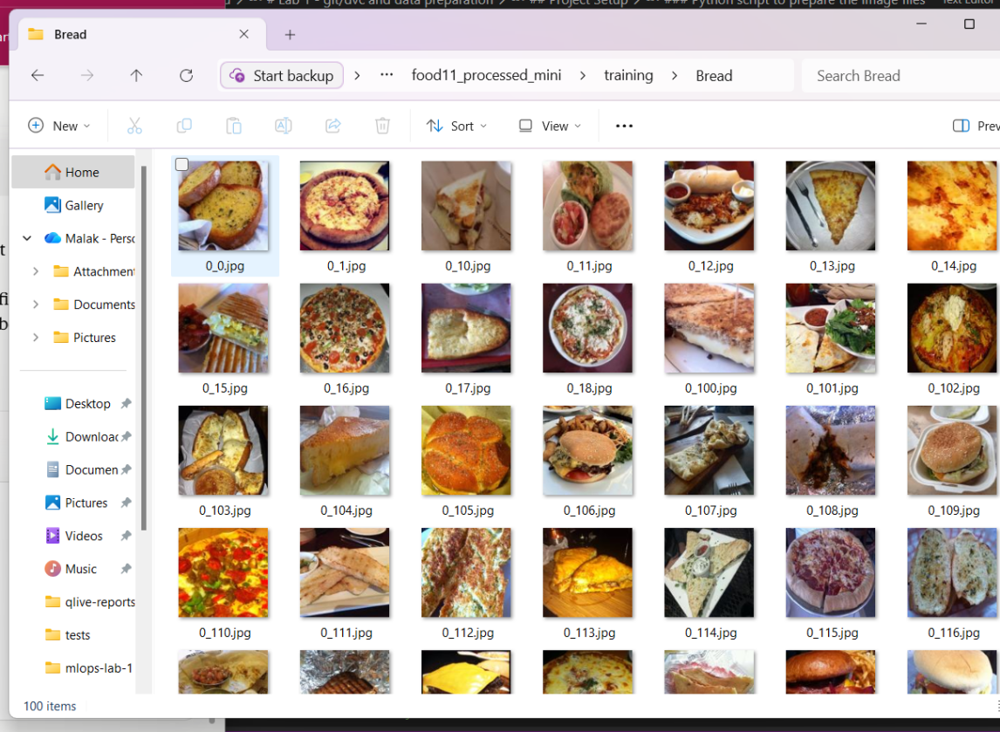 # Lab 1 - git/dvc and data preparation > ## Project Setup > ### Python script to prepare the image files
Text Editor
Bread
Start backup > ... food11_processed_mini > training > Bread
Search Bread
New
Sort
View
Prev
Home
Gallery
Malak - Perso
Attachment
Documents
Pictures
Desktop
Downloac
Documen
Pictures
Videos
Music
qlive-reports
tests
mlops-lab-1
0_0.jpg 0_1.jpg 0_10.jpg 0_11.jpg 0_12.jpg 0_13.jpg 0_14.jpg
0_15.jpg 0_16.jpg 0_17.jpg 0_18.jpg 0_100.jpg 0_101.jpg 0_102.jpg
0_103.jpg 0_104.jpg 0_105.jpg 0_106.jpg 0_107.jpg 0_108.jpg 0_109.jpg
0_110.jpg 0_111.jpg 0_112.jpg 0_113.jpg 0_114.jpg 0_115.jpg 0_116.jpg
100 items